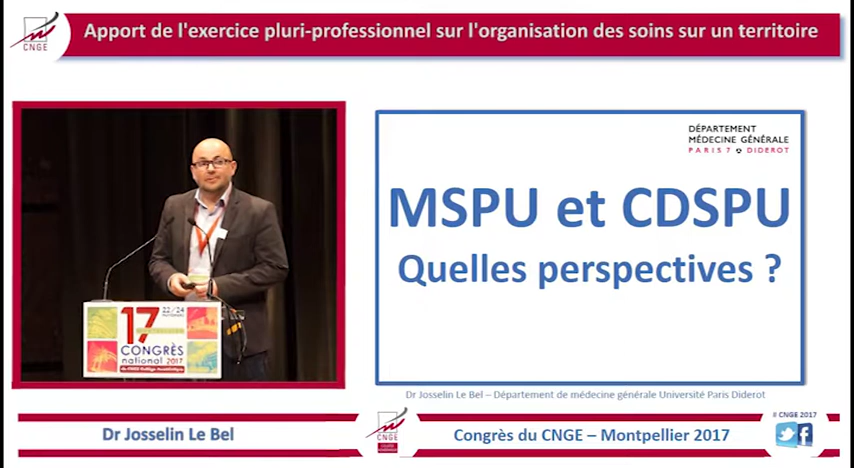 CNGE
Apport de l'exercice pluri-professionnel sur l'organisation des soins sur un territoire
DÉPARTEMENT
MÉDECINE GÉNÉRALE
PARIS 7 DIDEROT
MSPU et CDSPU
Quelles perspectives ?
17
22/24
CONGRÈS
national 2017
Dr Josselin Le Bel – Département de médecine générale Université Paris Diderot
Dr Josselin Le Bel
CNGE
Congrès du CNGE – Montpellier 2017
# CNGE 2017